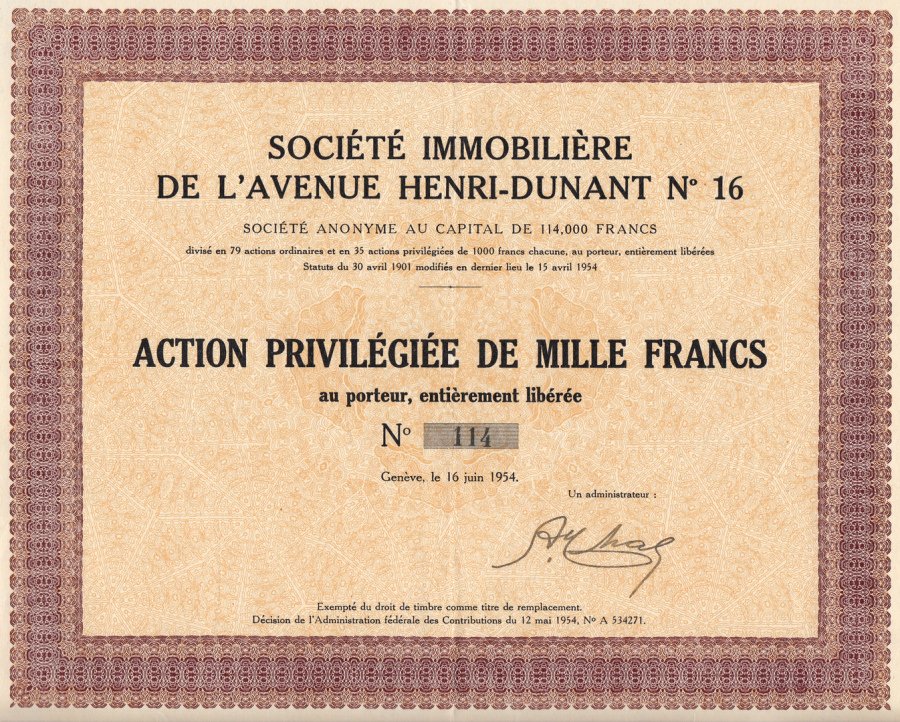 SOCIÉTÉ IMMOBILIÈRE
DE L'AVENUE HENRI-DUNANT Nº 16
SOCIÉTÉ ANONYME AU CAPITAL DE 114,000 FRANCS
divisé en 79 actions ordinaires et en 35 actions privilégiées de 1000 francs chacune, au porteur, entièrement libérées
Statuts du 30 avril 1901 modifiés en dernier lieu le 15 avril 1954
ACTION PRIVILÉGIÉE DE MILLE FRANCS
au porteur, entièrement libérée
Nº 114
Genève, le 16 juin 1954.
Un administrateur :
Exempté du droit de timbre comme titre de remplacement.
Décision de l'Administration fédérale des Contributions du 12 mai 1954, Nº A 534271.